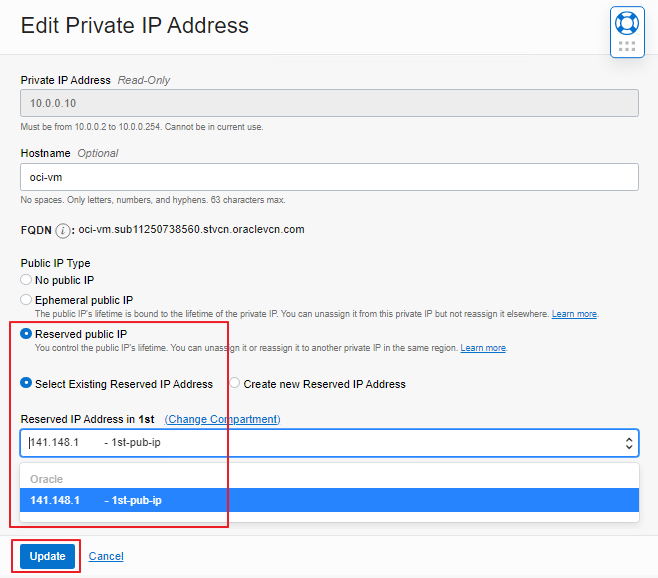 Edit Private IP Address
Private IP Address Read-Only
10.0.0.10
Must be from 10.0.0.2 to 10.0.0.254. Cannot be in current use.
Hostname Optional
oci-vm
No spaces. Only letters, numbers, and hyphens. 63 characters max.
FQDN i: oci-vm.sub11250738560.stvcn.oraclevcn.com
Public IP Type
No public IP
Ephemeral public IP
The public IP's lifetime is bound to the lifetime of the private IP. You can unassign it from this private IP but not reassign it elsewhere. Learn more.
Reserved public IP
You control the public IP's lifetime. You can unassign it or reassign it to another private IP in the same region. Learn more.
Select Existing Reserved IP Address Create new Reserved IP Address
Reserved IP Address in 1st (Change Compartment)
141.148.1 - 1st-pub-ip
Oracle
141.148.1 - 1st-pub-ip
Update Cancel